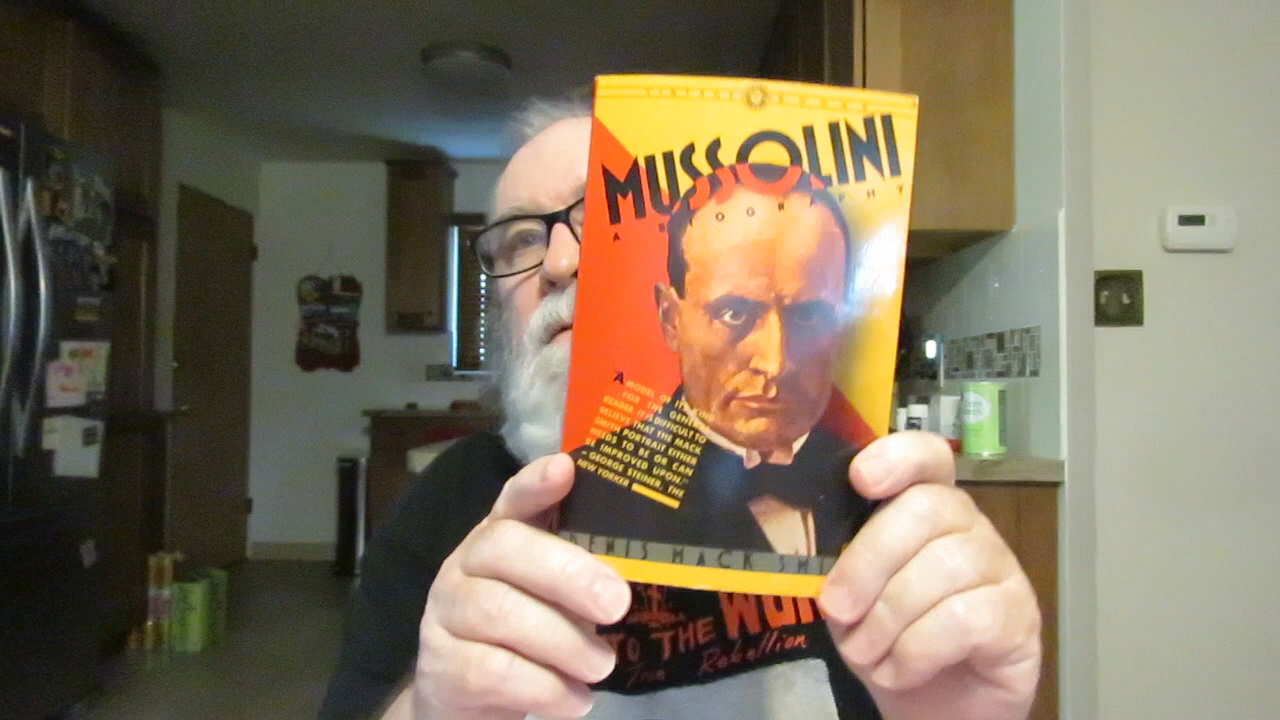 MUSSOLINI
A BIOGRAPHY
A MODEL OF ITS KIND
FOR THE GENERAL
READER. IT IS DIFFICULT TO
BELIEVE THAT THE MACK
SMITH PORTRAIT EITHER
NEEDS TO BE OR CAN
BE IMPROVED UPON."
—GEORGE STEINER, THE
NEW YORKER
DENIS MACK SMI
TO THE WOR
True Rebellion